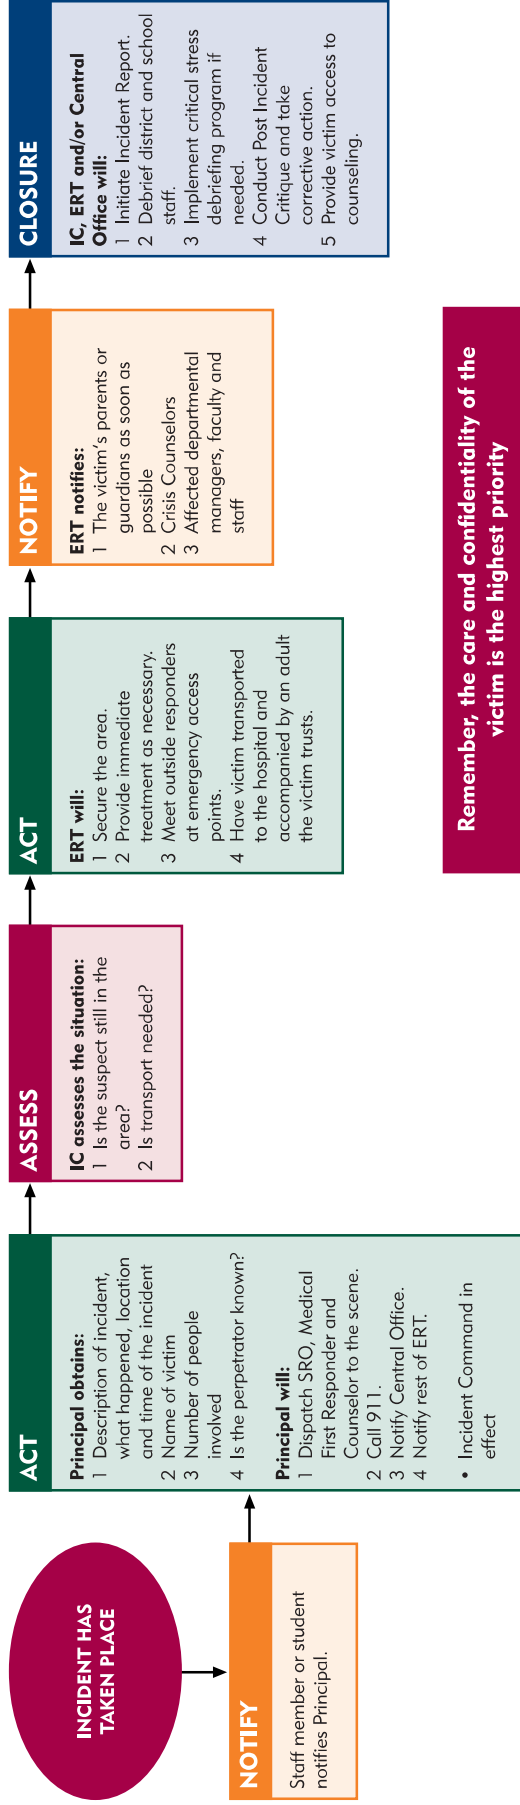 INCIDENT HAS
TAKEN PLACE
NOTIFY
Staff member or student
notifies Principal.
ACT
Principal obtains:
1 Description of incident,
what happened, location
and time of the incident
2 Name of victim
3 Number of people
involved
4 Is the perpetrator known?
Principal will:
1 Dispatch SRO, Medical
First Responder and
Counselor to the scene.
2 Call 911.
3 Notify Central Office.
4 Notify rest of ERT.
• Incident Command in
effect
ASSESS
IC assesses the situation:
1 Is the suspect still in the
area?
2 Is transport needed?
ACT
ERT will:
1 Secure the area.
2 Provide immediate
treatment as necessary.
3 Meet outside responders
at emergency access
points.
4 Have victim transported
to the hospital and
accompanied by an adult
the victim trusts.
NOTIFY
ERT notifies:
1 The victim's parents or
guardians as soon as
possible
2 Crisis Counselors
3 Affected departmental
managers, faculty and
staff
CLOSURE
IC, ERT and/or Central
Office will:
1 Initiate Incident Report.
2 Debrief district and school
staff.
3 Implement critical stress
debriefing program if
needed.
4 Conduct Post Incident
Critique and take
corrective action.
5 Provide victim access to
counseling.
Remember, the care and confidentiality of the
victim is the highest priority